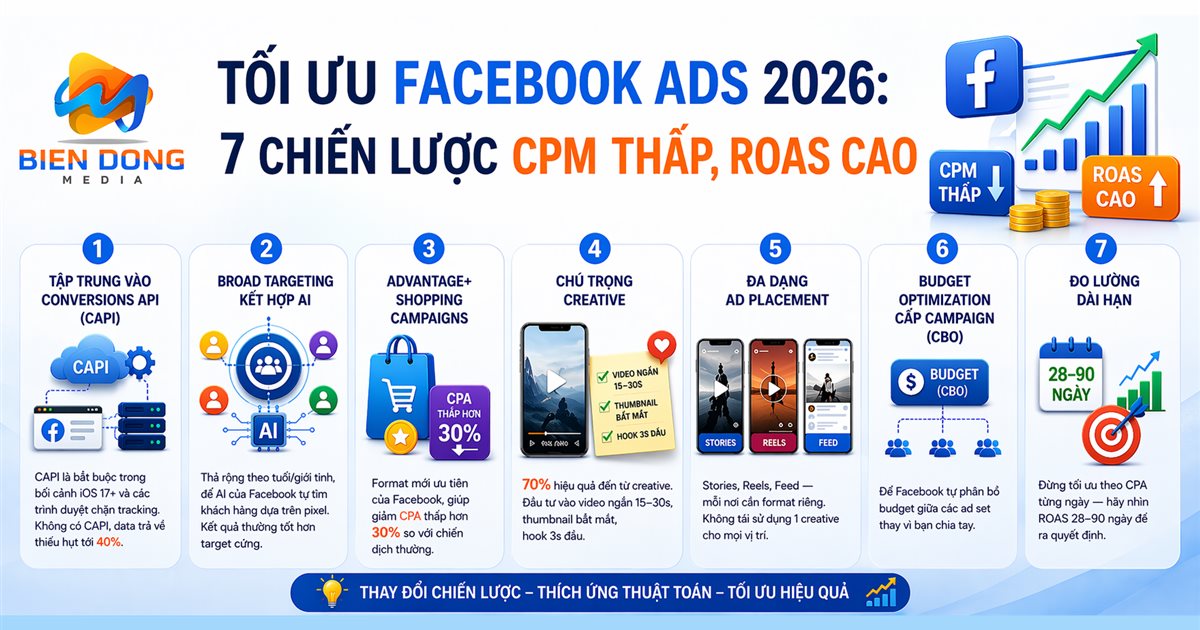 BIEN DONG
MEDIA
TỐI ƯU FACEBOOK ADS 2026:
7 CHIẾN LƯỢC CPM THẤP, ROAS CAO
CPM
THẤP
ROAS
CAO
1
TẬP TRUNG VÀO
CONVERSIONS API
(CAPI)
CAPI
CAPI là bắt buộc trong
bối cảnh iOS 17+ và các
trình duyệt chặn tracking.
Không có CAPI, data trả về
thiếu hụt tới 40%.
2
BROAD TARGETING
KẾT HỢP AI
AI
Thả rộng theo tuổi/giới tính,
để AI của Facebook tự tìm
khách hàng dựa trên pixel.
Kết quả thường tốt hơn
target cứng.
3
ADVANTAGE+
SHOPPING
CAMPAIGNS
CPA
THẤP HƠN
30%
Format mới ưu tiên
của Facebook, giúp
giảm CPA thấp hơn
30% so với chiến
dịch thường.
4
CHÚ TRỌNG
CREATIVE
VIDEO NGẮN
15–30S
THUMBNAIL
BẮT MẮT
HOOK 3S ĐẦU
70% hiệu quả đến từ creative.
Đầu tư vào video ngắn 15–30s,
thumbnail bắt mắt,
hook 3s đầu.
5
ĐA DẠNG
AD PLACEMENT
STORIES
REELS
FEED
Stories, Reels, Feed —
mỗi nơi cần format riêng.
Không tái sử dụng 1 creative
cho mọi vị trí.
6
BUDGET
OPTIMIZATION
CẤP CAMPAIGN
(CBO)
$ BUDGET
(CBO)
Để Facebook tự phân bổ
budget giữa các ad set
thay vì bạn chia tay.
7
ĐO LƯỜNG
DÀI HẠN
28–90
NGÀY
Đừng tối ưu theo CPA
từng ngày — hãy nhìn
ROAS 28–90 ngày để
ra quyết định.
THAY ĐỔI CHIẾN LƯỢC – THÍCH ỨNG THUẬT TOÁN – TỐI ƯU HIỆU QUẢ